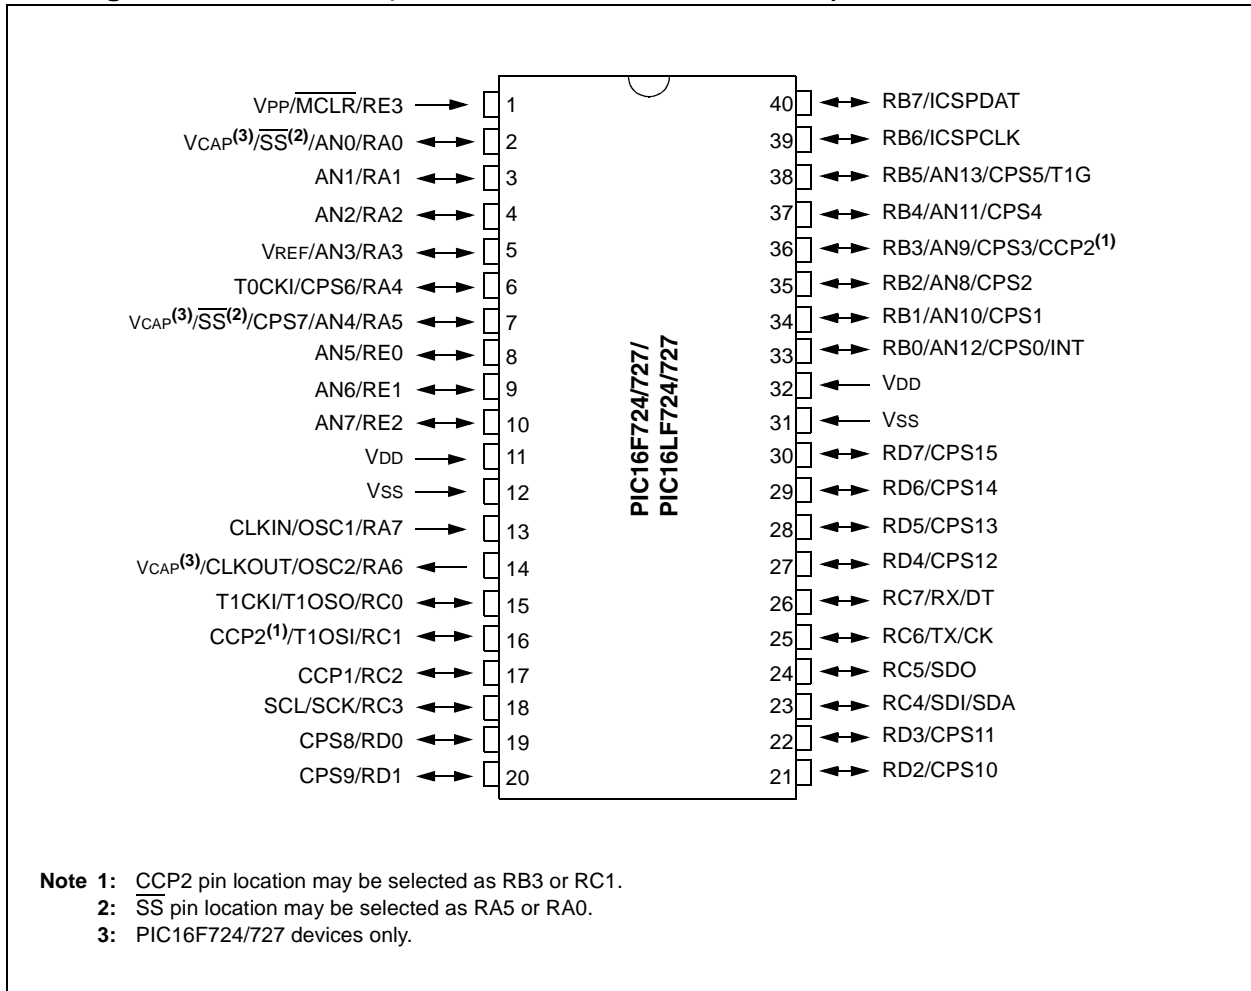 VPP/MCLR/RE3
VCAP(3)/SS(2)/AN0/RA0
AN1/RA1
AN2/RA2
VREF/AN3/RA3
T0CKI/CPS6/RA4
VCAP(3)/SS(2)/CPS7/AN4/RA5
AN5/RE0
AN6/RE1
AN7/RE2
VDD
VSS
CLKIN/OSC1/RA7
VCAP(3)/CLKOUT/OSC2/RA6
T1CKI/T1OSO/RC0
CCP2(1)/T1OSI/RC1
CCP1/RC2
SCL/SCK/RC3
CPS8/RD0
CPS9/RD1
1
2
3
4
5
6
7
8
9
10
11
12
13
14
15
16
17
18
19
20
PIC16F724/727/
PIC16LF724/727
40
39
38
37
36
35
34
33
32
31
30
29
28
27
26
25
24
23
22
21
RB7/ICSPDAT
RB6/ICSPCLK
RB5/AN13/CPS5/T1G
RB4/AN11/CPS4
RB3/AN9/CPS3/CCP2(1)
RB2/AN8/CPS2
RB1/AN10/CPS1
RB0/AN12/CPS0/INT
VDD
VSS
RD7/CPS15
RD6/CPS14
RD5/CPS13
RD4/CPS12
RC7/RX/DT
RC6/TX/CK
RC5/SDO
RC4/SDI/SDA
RD3/CPS11
RD2/CPS10
Note 1: CCP2 pin location may be selected as RB3 or RC1.
2: SS pin location may be selected as RA5 or RA0.
3: PIC16F724/727 devices only.